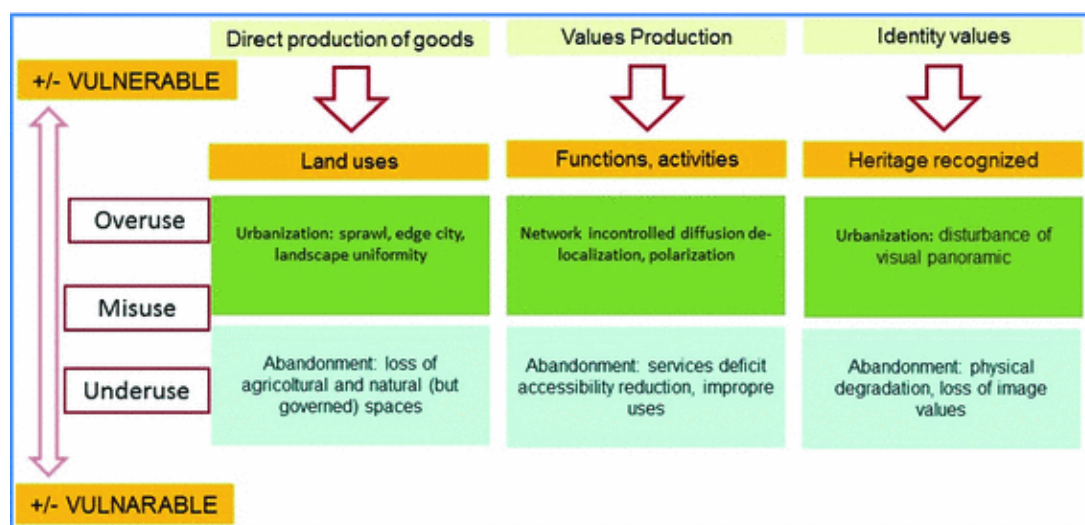 Direct production of goods
Values Production
Identity values
+/- VULNERABLE
Land uses
Functions, activities
Heritage recognized
Overuse
Urbanization: sprawl, edge city,
landscape uniformity
Network incontrolled diffusion de-
localization, polarization
Urbanization: disturbance of
visual panoramic
Misuse
Underuse
Abandonment: loss of
agricoltural and natural (but
governed) spaces
Abandonment: services deficit
accessibility reduction, impropre
uses
Abandonment: physical
degradation, loss of image
values
+/- VULNARABLE